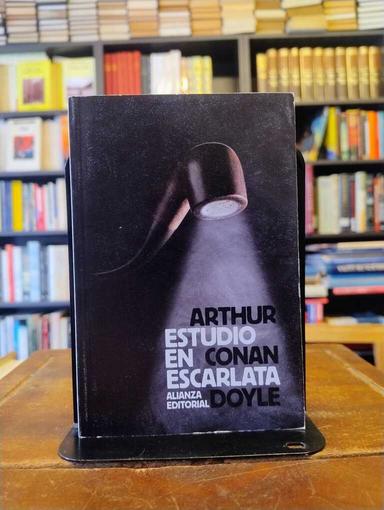 ARTHUR
ESTUDIO
EN CONAN
ESCARLATA
ALIANZA
EDITORIAL DOYLE